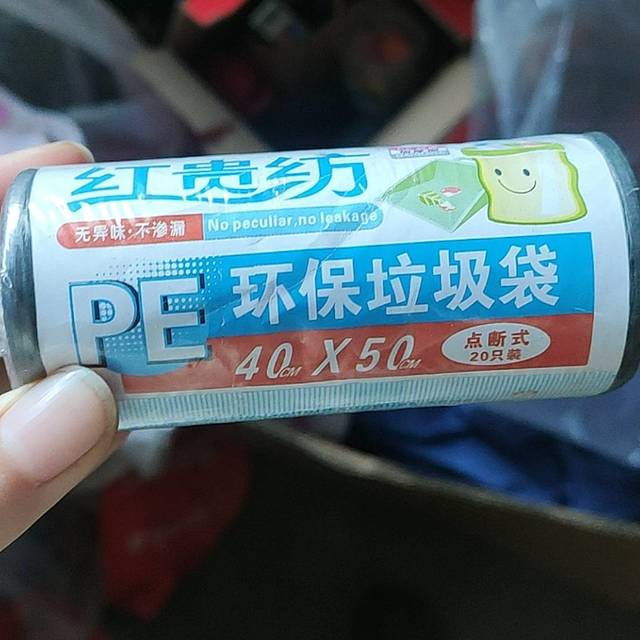 红贵纺
无异味·不渗漏
No peculiar,no leakage
PE 环保垃圾袋
40CM X 50CM
点断式
20只装